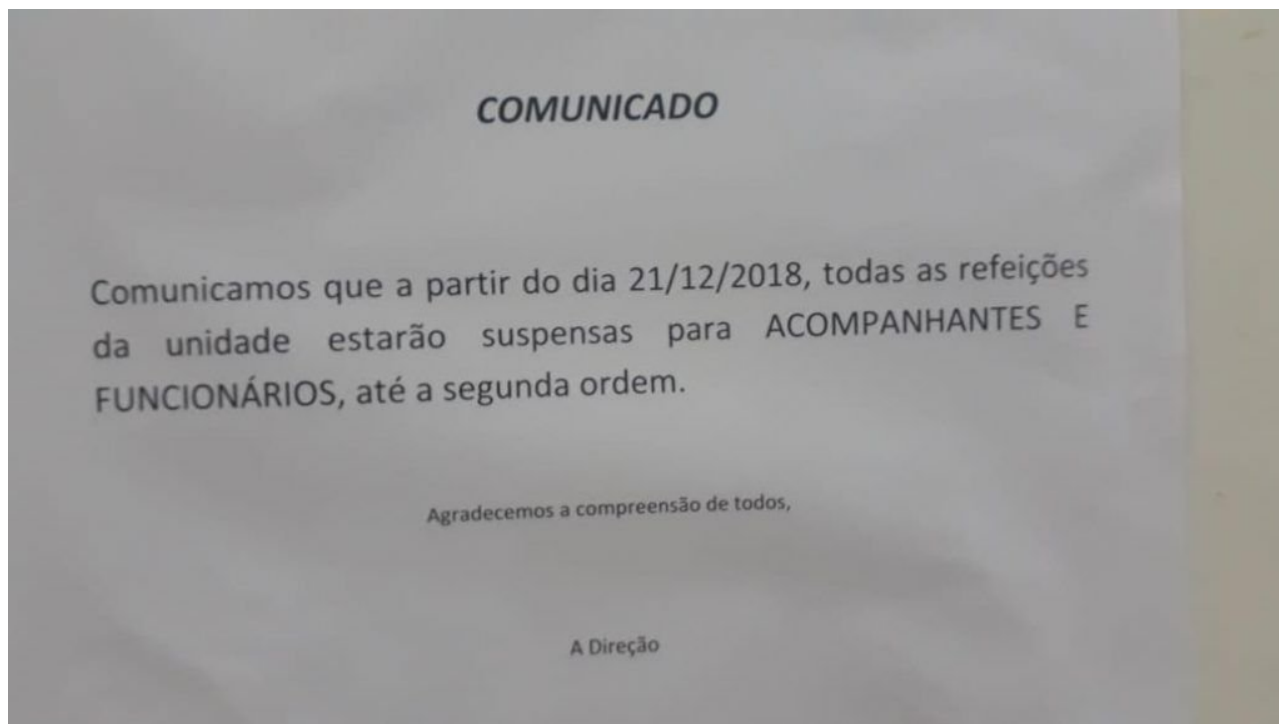 COMUNICADO
Comunicamos que a partir do dia 21/12/2018, todas as refeições
da unidade estarão suspensas para ACOMPANHANTES E
FUNCIONÁRIOS, até a segunda ordem.
Agradecemos a compreensão de todos,
A Direção